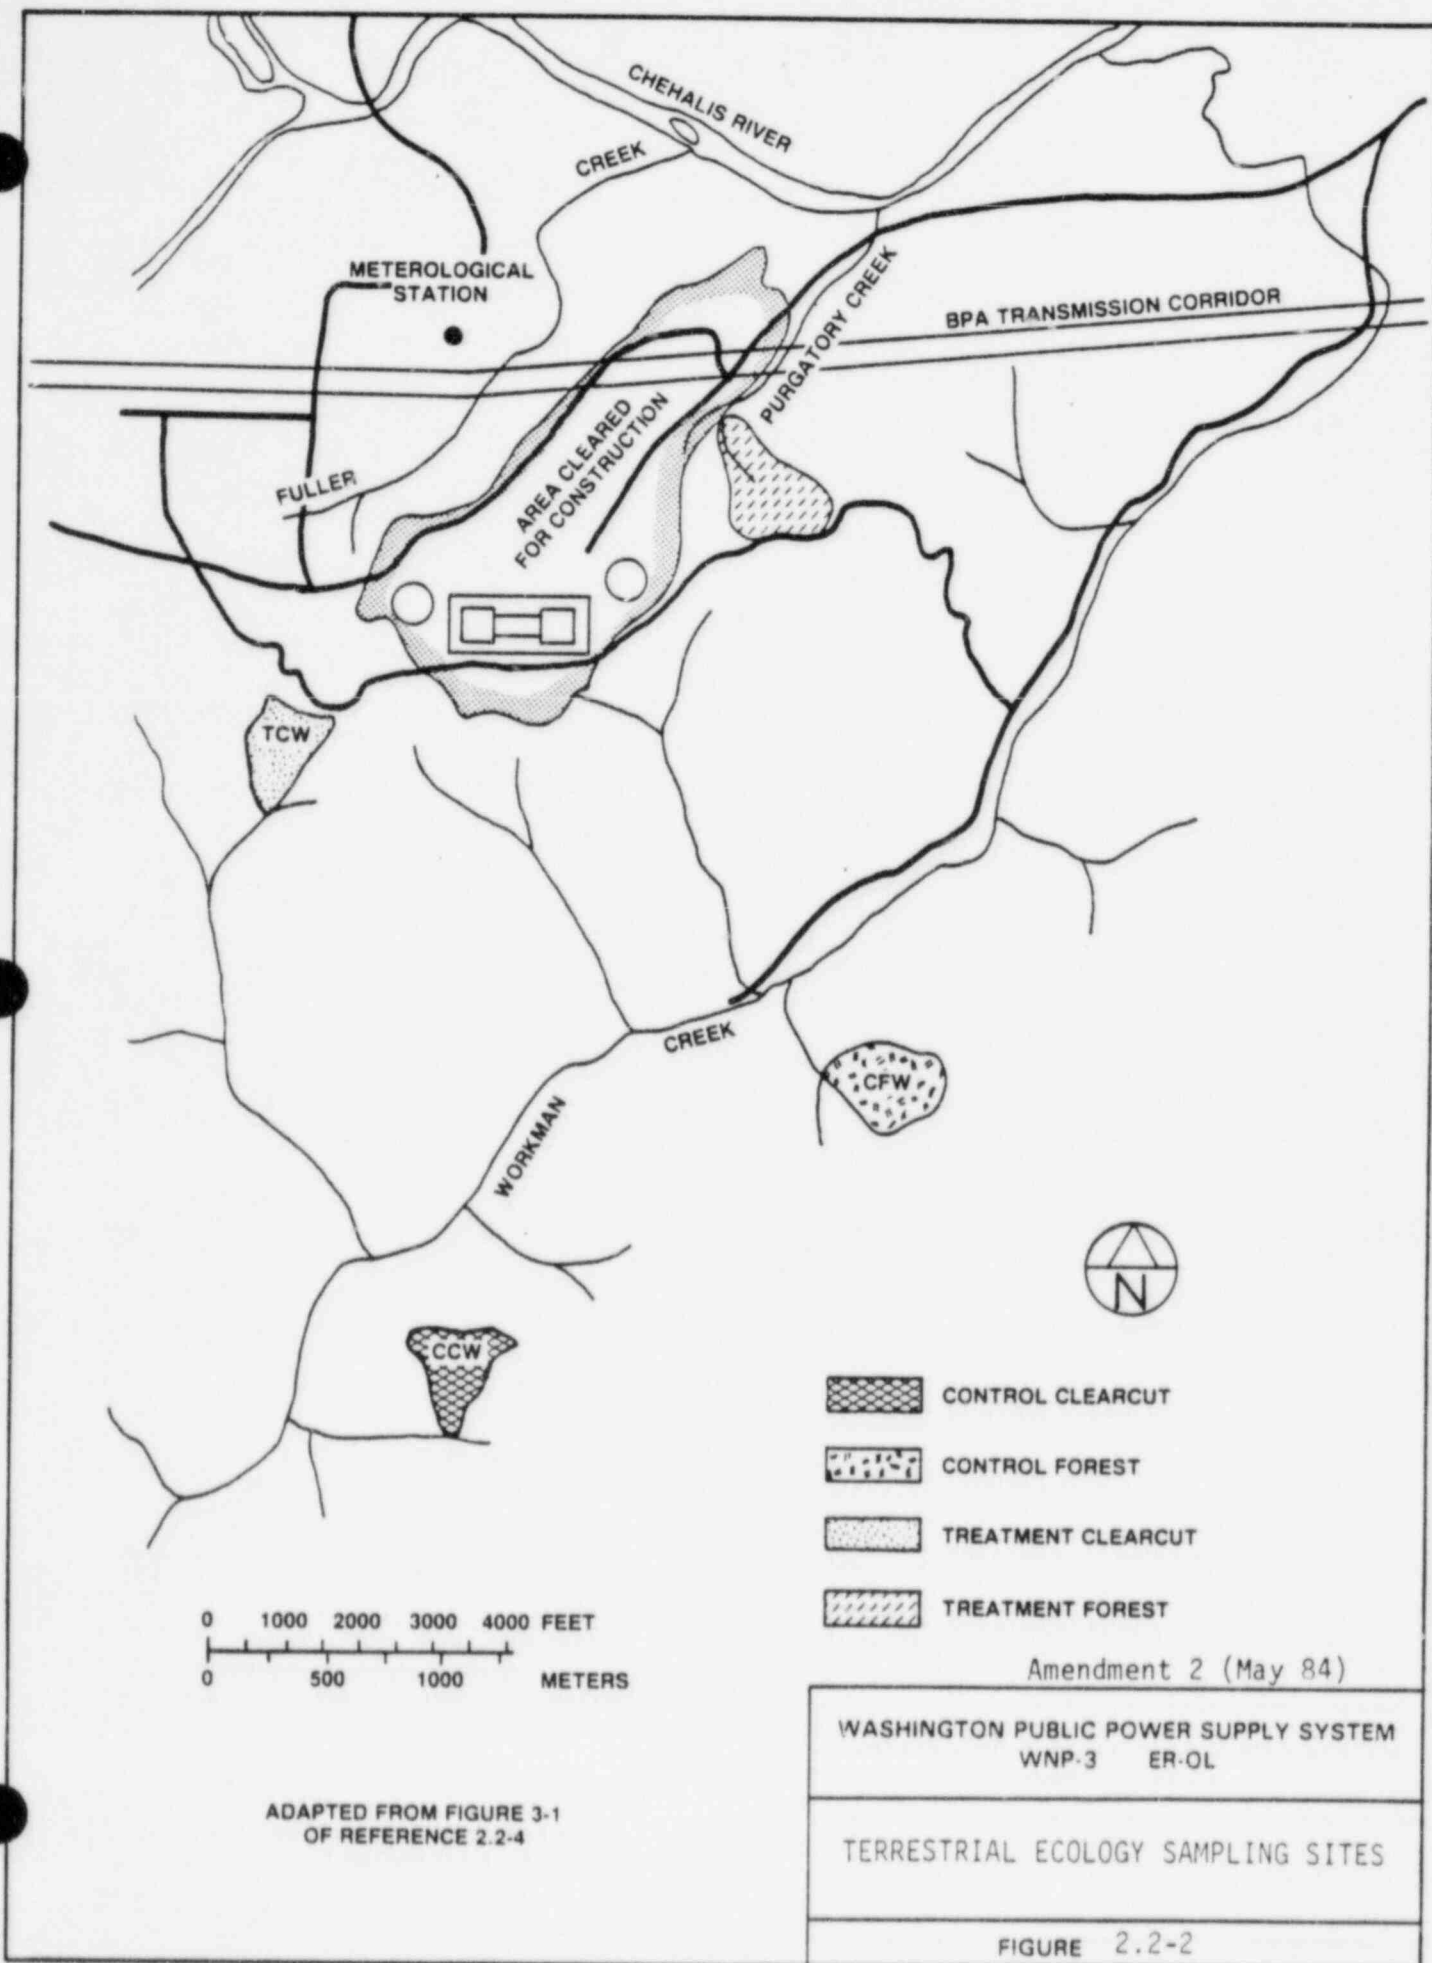 CHEHALIS RIVER
CREEK
METEROLOGICAL
STATION
BPA TRANSMISSION CORRIDOR
PURGATORY CREEK
AREA CLEARED
FOR CONSTRUCTION
FULLER
TCW
CREEK
CFW
WORKMAN
N
CCW
CONTROL CLEARCUT
CONTROL FOREST
TREATMENT CLEARCUT
TREATMENT FOREST
0 1000 2000 3000 4000 FEET
0 500 1000 METERS
Amendment 2 (May 84)
WASHINGTON PUBLIC POWER SUPPLY SYSTEM
WNP-3 ER-OL
ADAPTED FROM FIGURE 3-1
OF REFERENCE 2.2-4
TERRESTRIAL ECOLOGY SAMPLING SITES
FIGURE 2.2-2